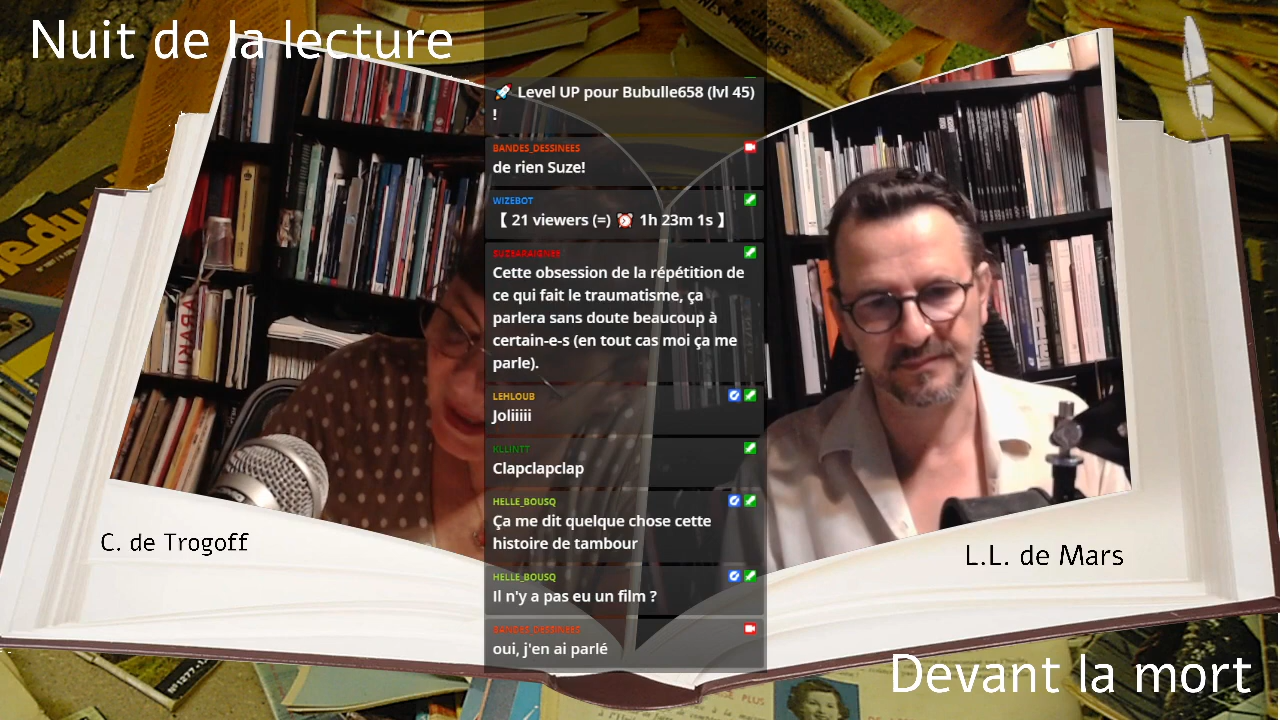 Nuit de la lecture
🚀 Level UP pour Bubulle658 (lvl 45)
!
BANDES_DESSINEES
de rien Suze!
WIZEBOT
【 21 viewers (=) ⏰ 1h 23m 1s 】
SUZEARAIGNEE
Cette obsession de la répétition de
ce qui fait le traumatisme, ça
parlera sans doute beaucoup à
certain-e-s (en tout cas moi ça me
parle).
LEHLOUB
Joliiiii
KLLINTT
Clapclapclap
HELLE_BOUSQ
Ça me dit quelque chose cette
histoire de tambour
HELLE_BOUSQ
Il n'y a pas eu un film ?
BANDES_DESSINEES
oui, j'en ai parlé
ARAKI
C. de Trogoff
L.L. de Mars
Devant la mort